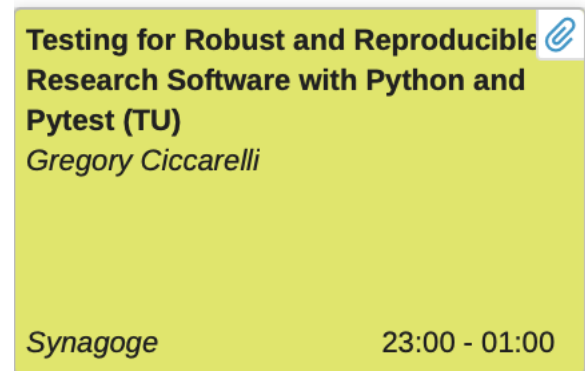 Testing for Robust and Reproducible
Research Software with Python and
Pytest (TU)
Gregory Ciccarelli
Synagoge 23:00 - 01:00